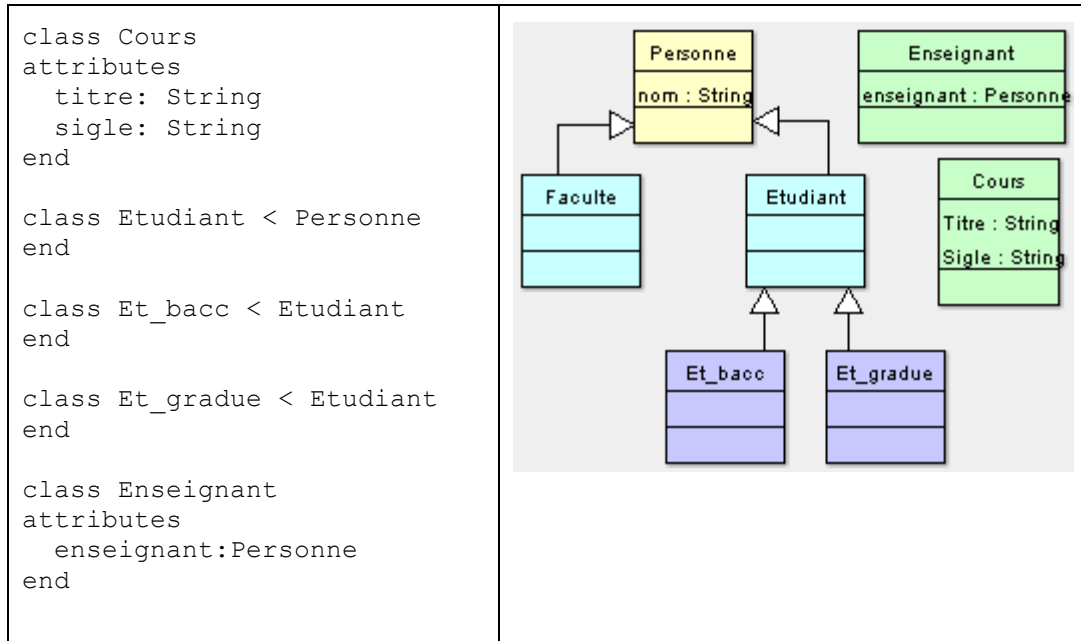 class Cours
attributes
  titre: String
  sigle: String
end
class Etudiant < Personne
end
class Et_bacc < Etudiant
end
class Et_gradue < Etudiant
end
class Enseignant
attributes
  enseignant:Personne
end
Personne
nom : String
Enseignant
enseignant : Personne
Faculte
Etudiant
Cours
Titre : String
Sigle : String
Et_bacc
Et_gradue